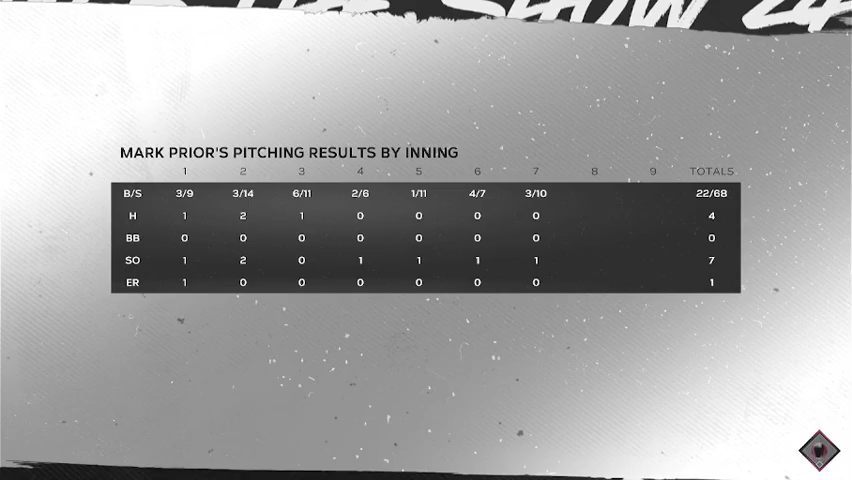 THE SHOW
MARK PRIOR'S PITCHING RESULTS BY INNING
1 2 3 4 5 6 7 8 9 TOTALS
B/S 3/9 3/14 6/11 2/6 1/11 4/7 3/10 22/68
H 1 2 1 0 0 0 0 4
BB 0 0 0 0 0 0 0 0
SO 1 2 0 1 1 1 1 7
ER 1 0 0 0 0 0 0 1